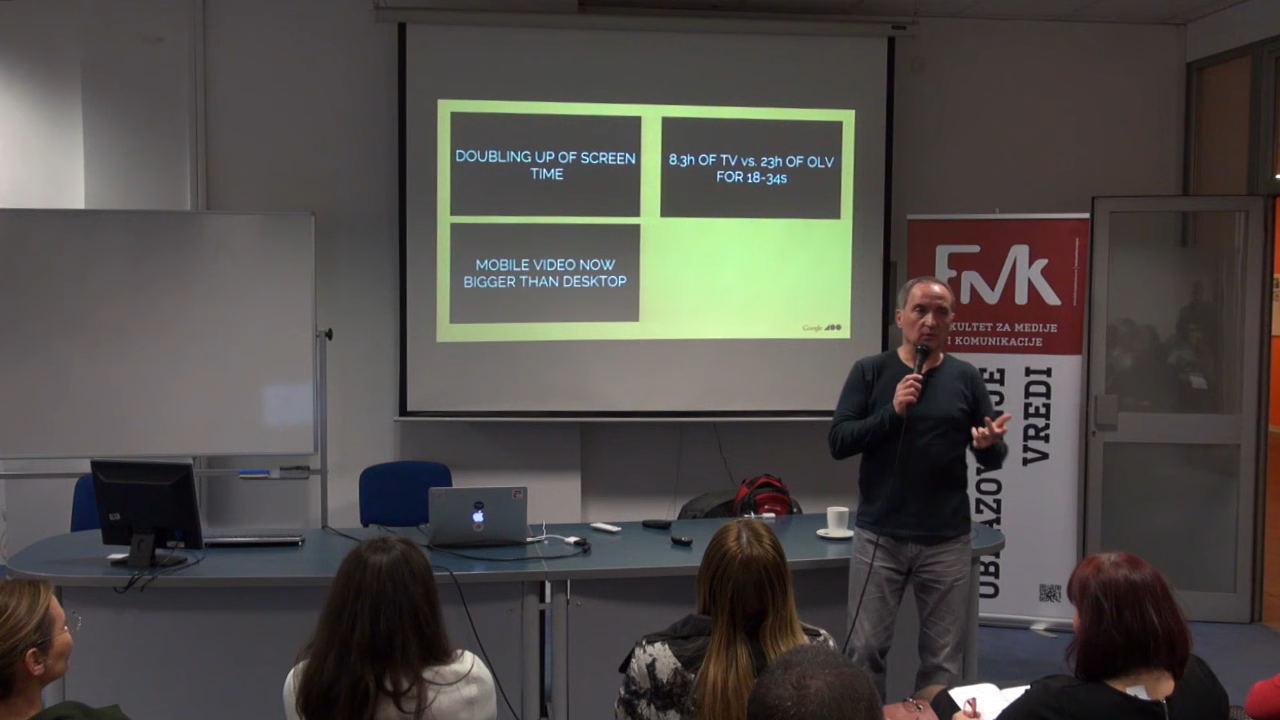 DOUBLING UP OF SCREEN
TIME
8.3h OF TV vs. 23h OF OLV
FOR 18-34s
MOBILE VIDEO NOW
BIGGER THAN DESKTOP
Google
FMK
KULTET ZA MEDIJE
I KOMUNIKACIJE
VREDI